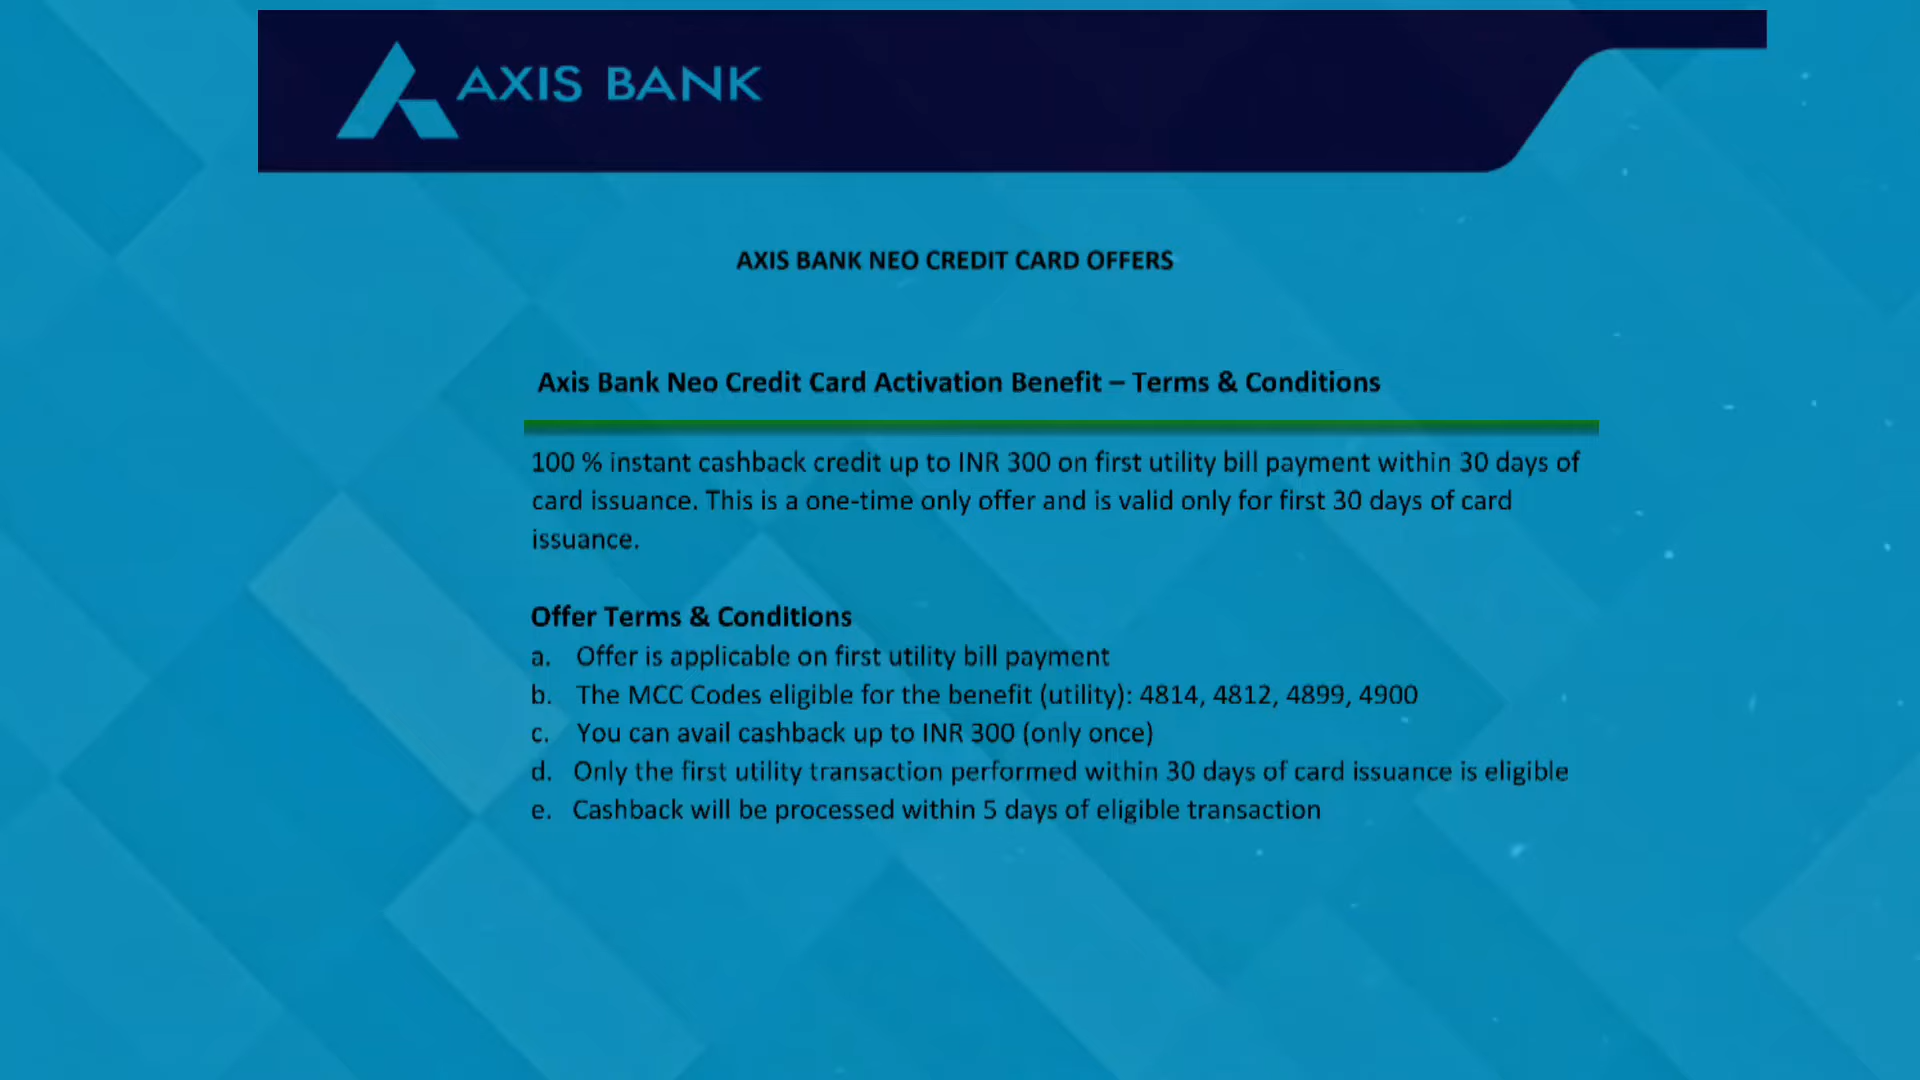 AXIS BANK
AXIS BANK NEO CREDIT CARD OFFERS
Axis Bank Neo Credit Card Activation Benefit – Terms & Conditions
100 % instant cashback credit up to INR 300 on first utility bill payment within 30 days of
card issuance. This is a one-time only offer and is valid only for first 30 days of card
issuance.
Offer Terms & Conditions
a. Offer is applicable on first utility bill payment
b. The MCC Codes eligible for the benefit (utility): 4814, 4812, 4899, 4900
c. You can avail cashback up to INR 300 (only once)
d. Only the first utility transaction performed within 30 days of card issuance is eligible
e. Cashback will be processed within 5 days of eligible transaction